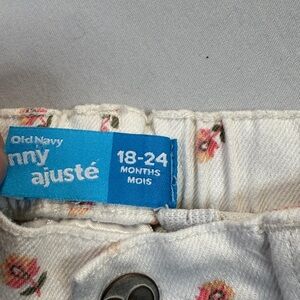 Old Navy
nny
ajusté
18-24
MONTHS
MOIS